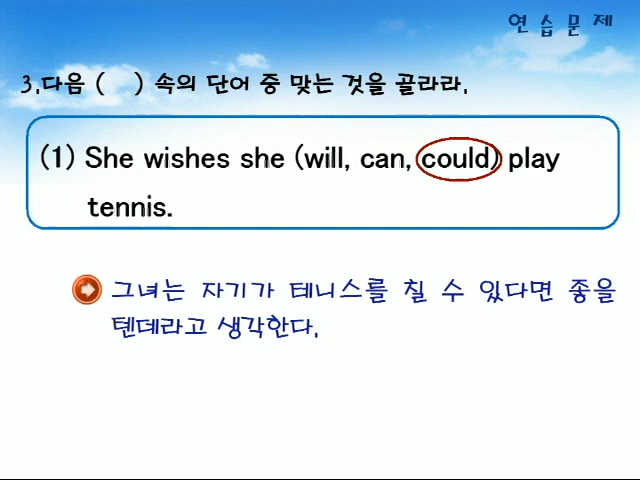 연 습 문 제
3.다음 (    ) 속의 단어 중 맞는 것을 골라라.
(1) She wishes she (will, can, could) play
tennis.
그녀는 자기가 테니스를 칠 수 있다면 좋을
텐데라고 생각한다.